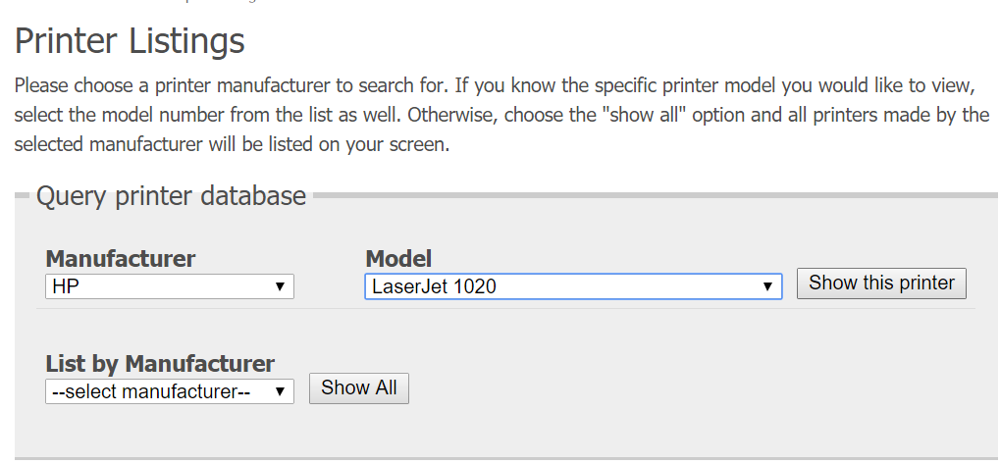 Printer Listings
Please choose a printer manufacturer to search for. If you know the specific printer model you would like to view,
select the model number from the list as well. Otherwise, choose the "show all" option and all printers made by the
selected manufacturer will be listed on your screen.
Query printer database
Manufacturer Model
HP LaserJet 1020 Show this printer
List by Manufacturer
--select manufacturer-- Show All